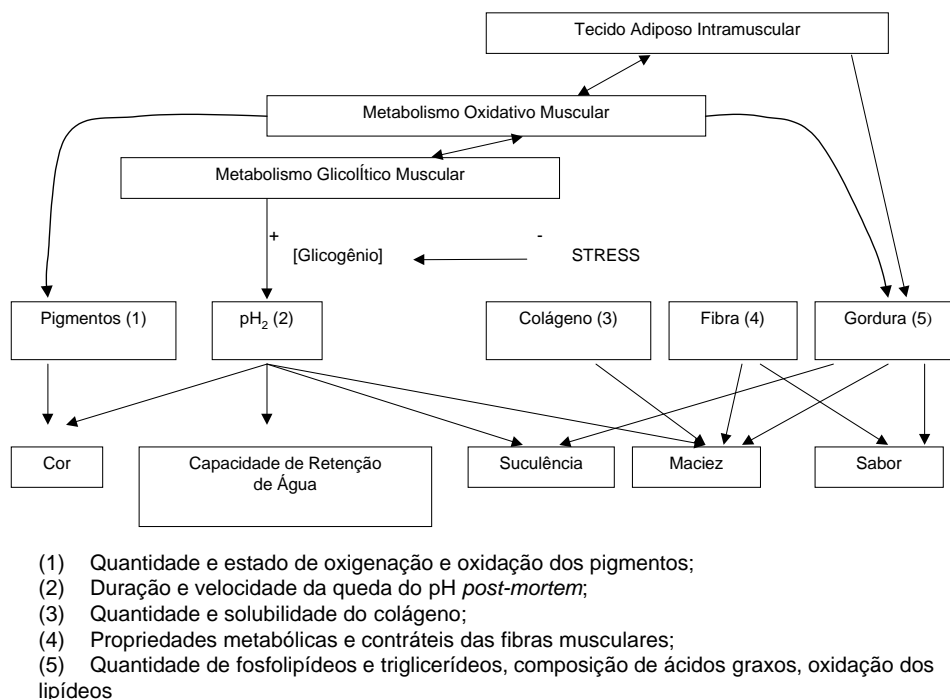 Tecido Adiposo Intramuscular
Metabolismo Oxidativo Muscular
Metabolismo GlicolÍtico Muscular
+
-
[Glicogênio]
STRESS
Pigmentos (1)
pH2 (2)
Colágeno (3)
Fibra (4)
Gordura (5)
Cor
Capacidade de Retenção
de Água
Suculência
Maciez
Sabor
(1) Quantidade e estado de oxigenação e oxidação dos pigmentos;
(2) Duração e velocidade da queda do pH post-mortem;
(3) Quantidade e solubilidade do colágeno;
(4) Propriedades metabólicas e contráteis das fibras musculares;
(5) Quantidade de fosfolipídeos e triglicerídeos, composição de ácidos graxos, oxidação dos
lipídeos